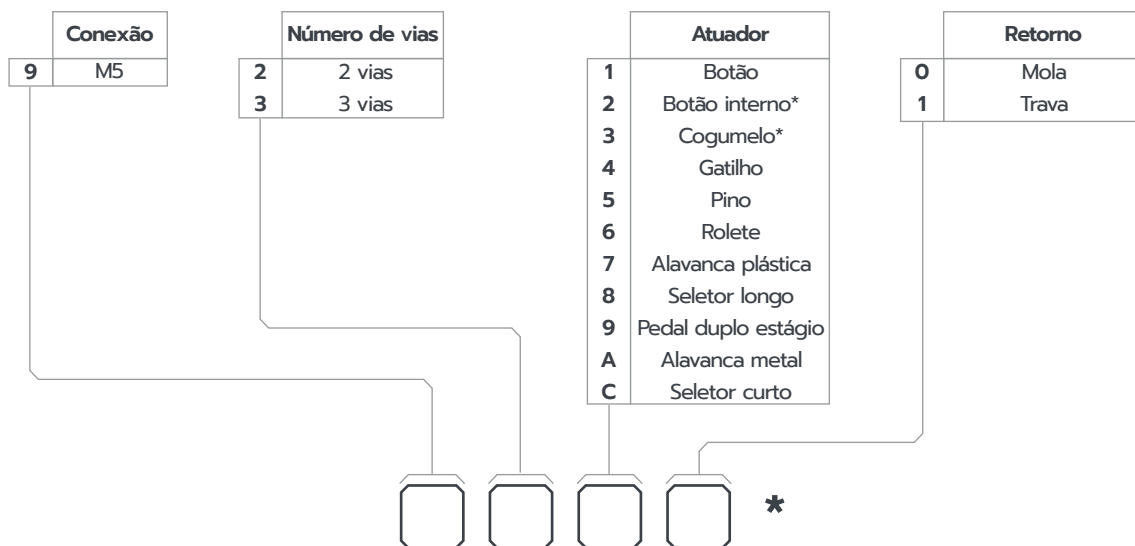 Conexão
9 M5
Número de vias
2 2 vias
3 3 vias
Atuador
1 Botão
2 Botão interno*
3 Cogumelo*
4 Gatilho
5 Pino
6 Rolete
7 Alavanca plástica
8 Seletor longo
9 Pedal duplo estágio
A Alavanca metal
C Seletor curto
Retorno
0 Mola
1 Trava
*